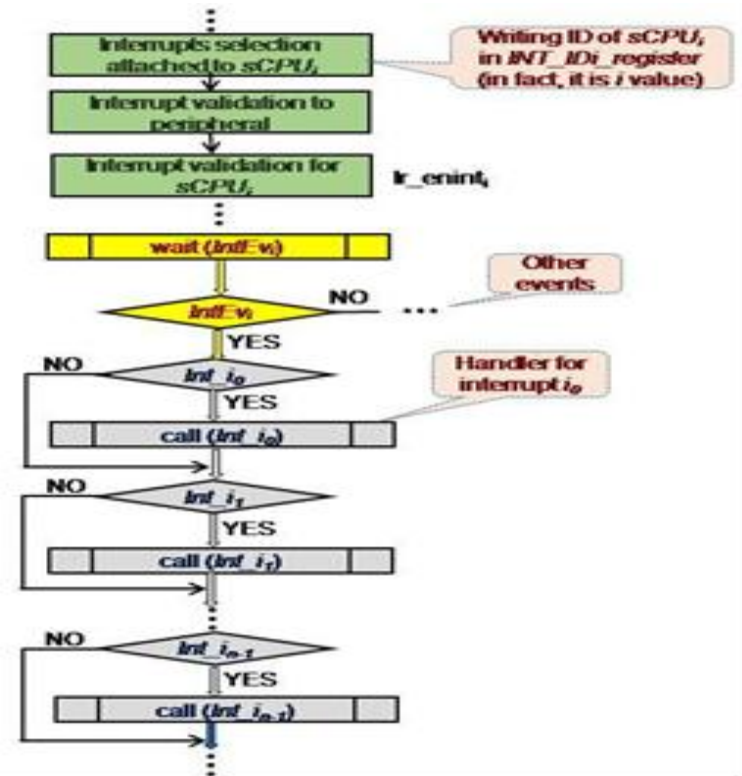 Interrupts selection
attached to sCPUi
Writing ID of sCPUi
in INT_IDi_register
(in fact, it is i value)
Interrupt validation to
peripheral
Interrupt validation for
sCPUi
lr_eninti
wait (IntEvi)
Other
events
IntEvi
NO
...
YES
NO
Int_i0
Handler for
interrupt i0
YES
call (Int_i0)
NO
Int_i1
YES
call (Int_i1)
NO
Int_in-1
YES
call (Int_in-1)